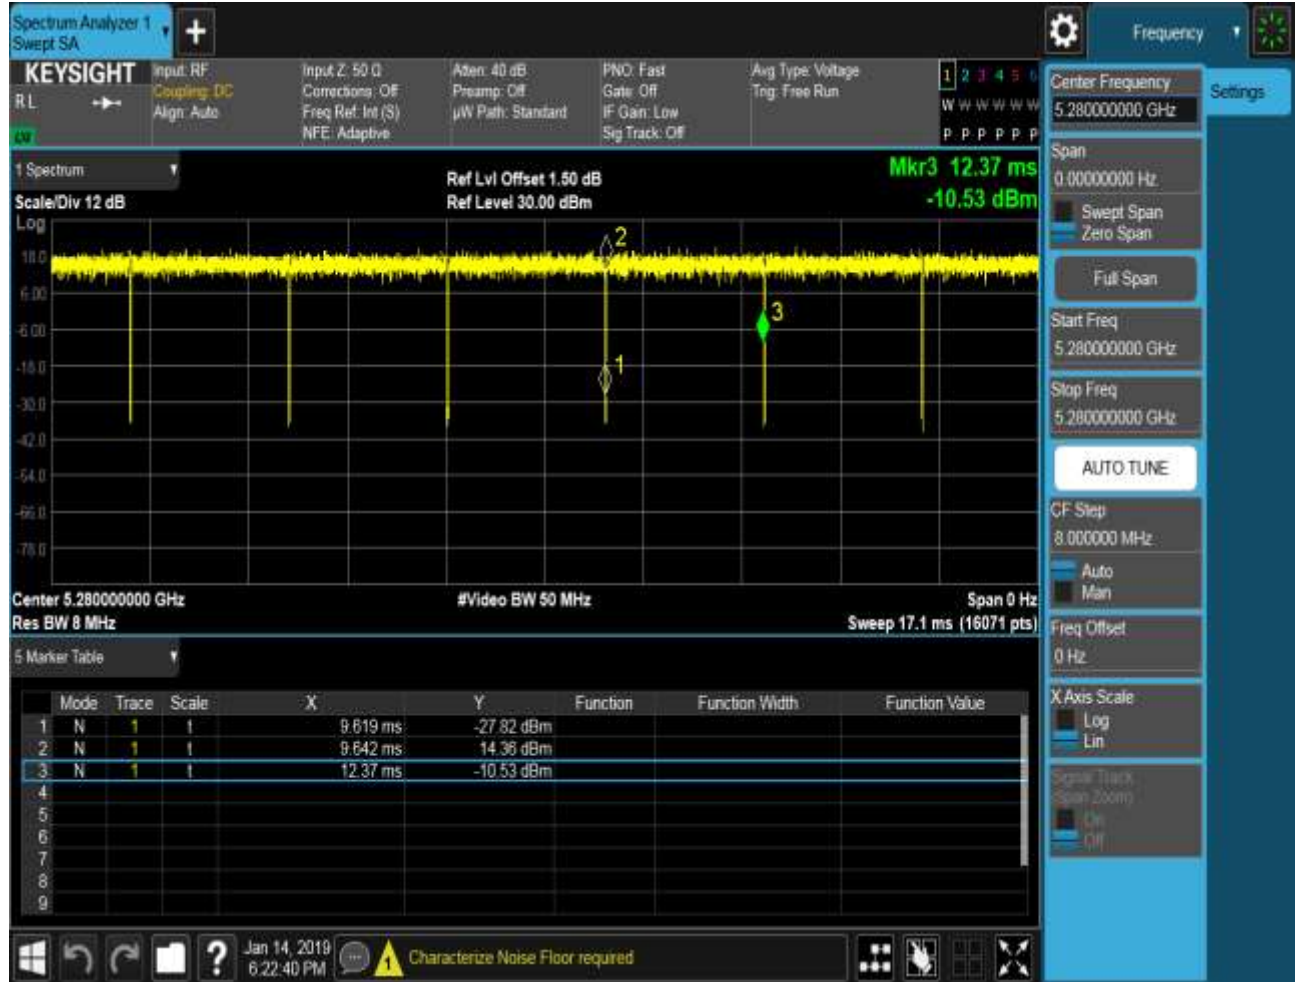 Spectrum Analyzer 1
Swept SA
Frequency
KEYSIGHT
RL
Input: RF
Coupling: DC
Align: Auto
Input Z: 50 Ω
Corrections: Off
Freq Ref: Int (S)
NFE: Adaptive
Atten: 40 dB
Preamp: Off
µW Path: Standard
PNO: Fast
Gate: Off
IF Gain: Low
Sig Track: Off
Avg Type: Voltage
Trig: Free Run
1 2 3 4 5 6
W W W W W W
P P P P P P
1 Spectrum
Scale/Div 12 dB
Ref Lvl Offset 1.50 dB
Ref Level 30.00 dBm
Mkr3 12.37 ms
-10.53 dBm
Log
18.0
6.00
-6.00
-18.0
-30.0
-42.0
-54.0
-66.0
-78.0
2
3
1
Center 5.280000000 GHz
Res BW 8 MHz
#Video BW 50 MHz
Span 0 Hz
Sweep 17.1 ms (16071 pts)
5 Marker Table
Mode Trace Scale X Y Function Function Width Function Value
1 N 1 t 9.619 ms -27.82 dBm
2 N 1 t 9.642 ms 14.36 dBm
3 N 1 t 12.37 ms -10.53 dBm
4
5
6
7
8
9
Center Frequency
5.280000000 GHz
Settings
Span
0.00000000 Hz
Swept Span
Zero Span
Full Span
Start Freq
5.280000000 GHz
Stop Freq
5.280000000 GHz
AUTO TUNE
CF Step
8.000000 MHz
Auto
Man
Freq Offset
0 Hz
X Axis Scale
Log
Lin
Signal Track
(Span Zoom)
On
Off
?
Jan 14, 2019
6:22:40 PM
1
Characterize Noise Floor required